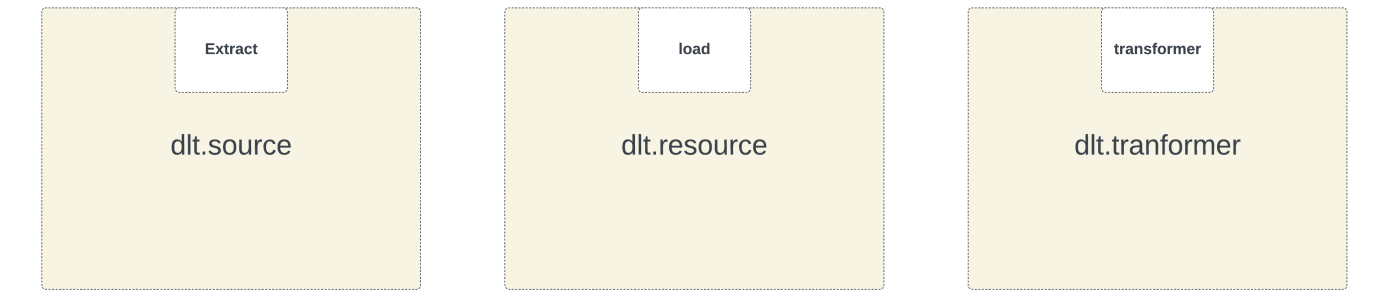 Extract
dlt.source
load
dlt.resource
transformer
dlt.tranformer